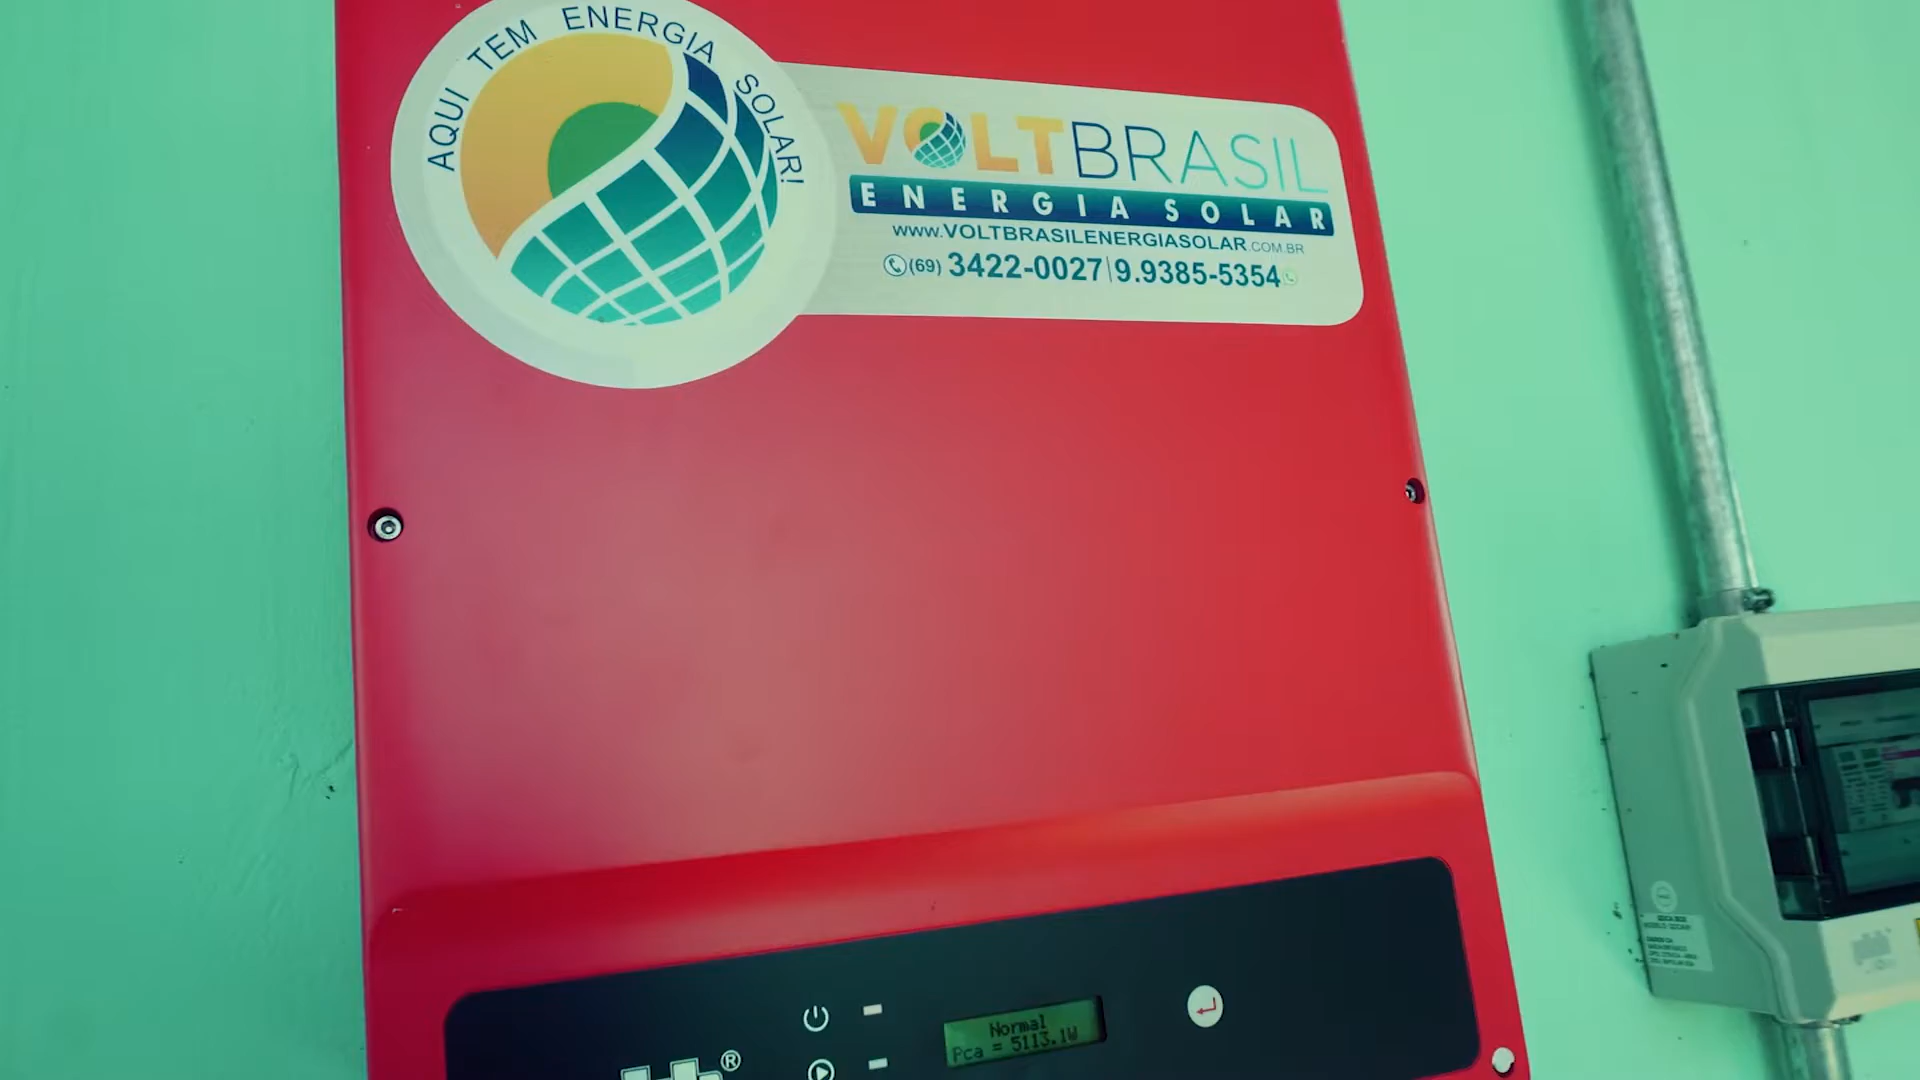 AQUI TEM ENERGIA SOLAR!
VOLTBRASIL
ENERGIA SOLAR
www.VOLTBRASILENERGIASOLAR.COM.BR
(69) 3422-0027|9.9385-5354
Normal
Pca = 5113.1W
®